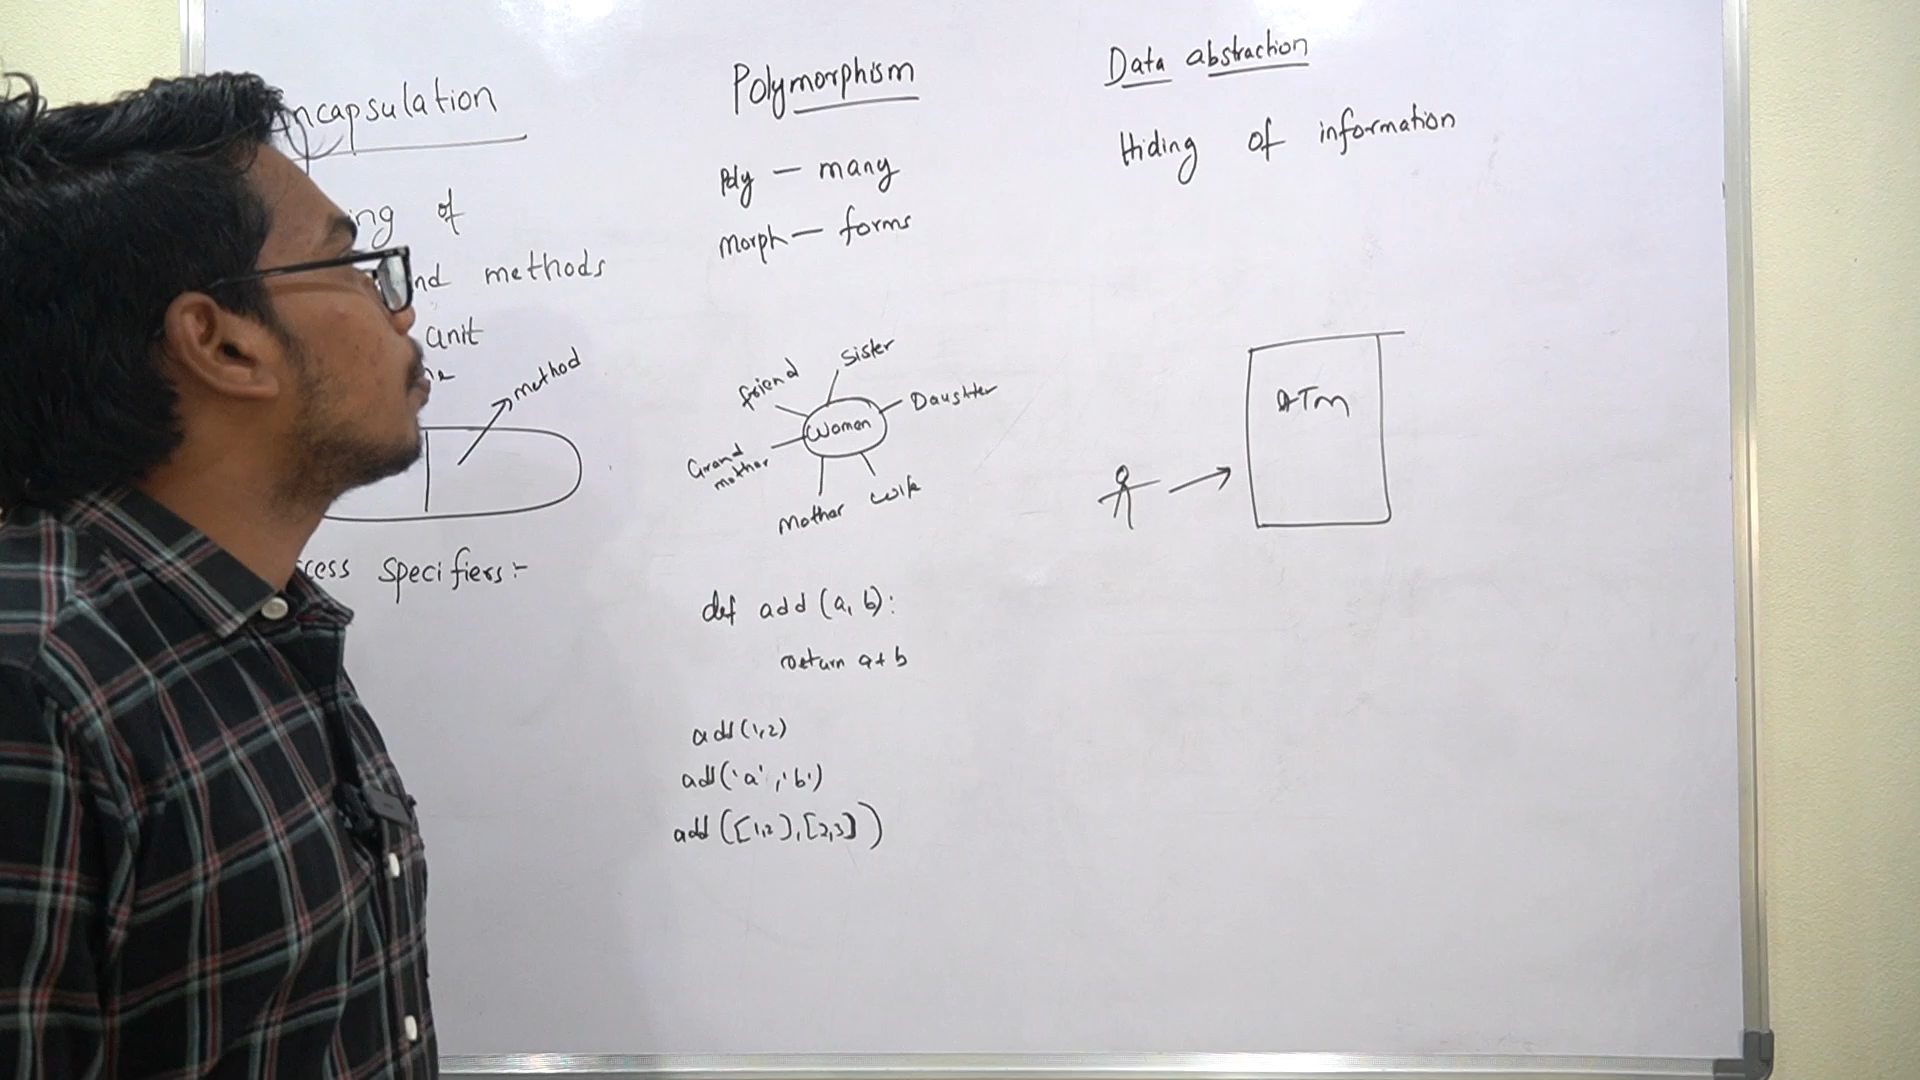 ncapsulation
ing of
nd methods
unit
method
cess specifiers:-
Polymorphism
Poly — many
morph — forms
Sister
friend
Daughter
Women
Grand
mother
Mother
wife
def add (a, b):
return a+b
add(1,2)
add('a','b')
add([1,2],[2,3])
Data abstraction
Hiding of information
ATM